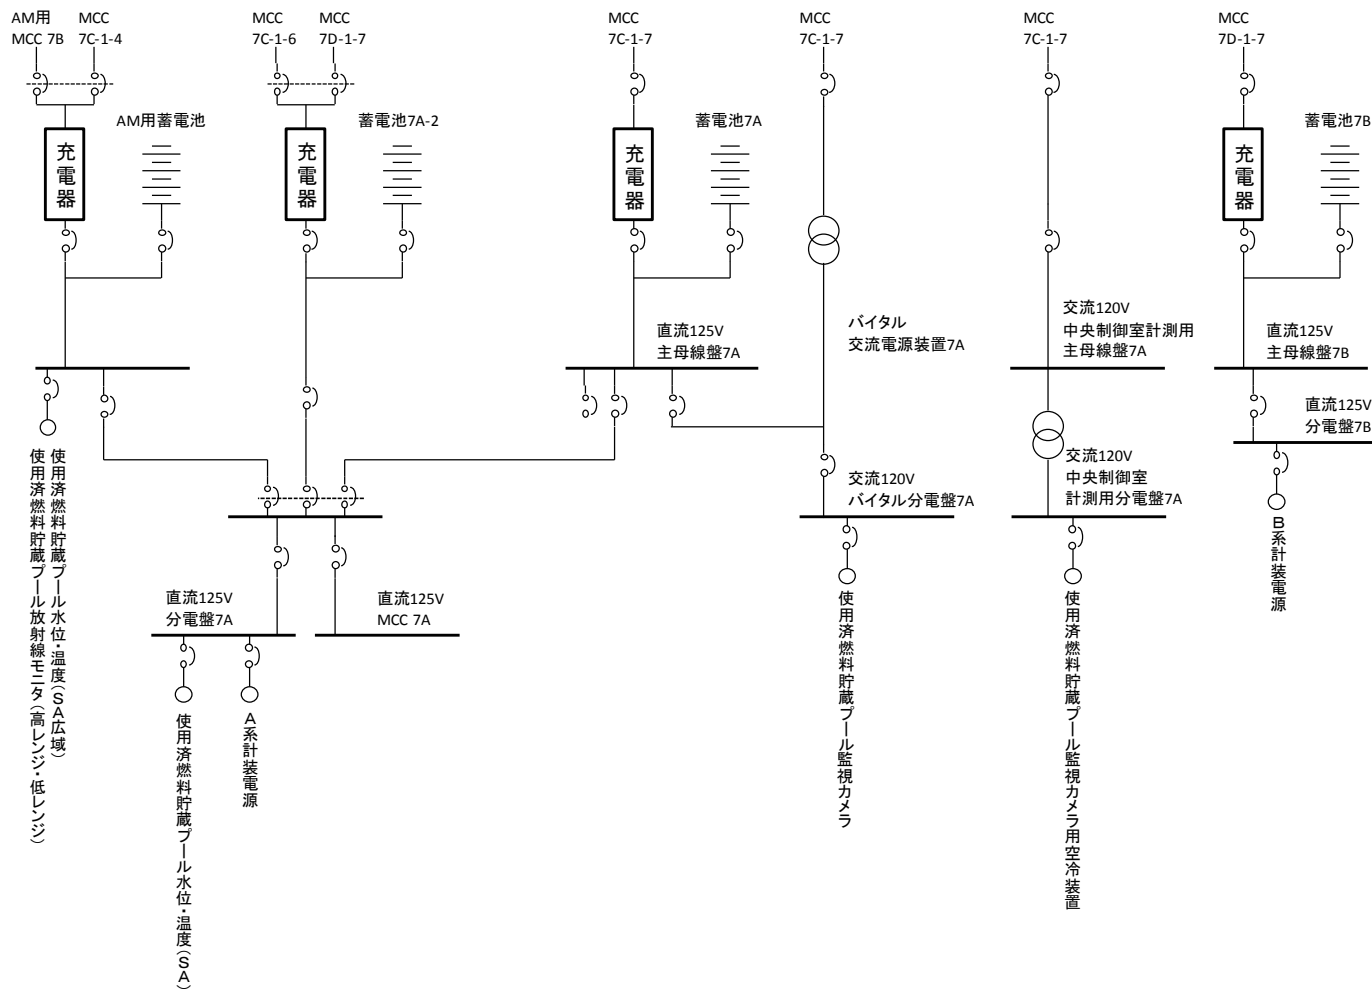 AM用
MCC 7B
MCC
7C-1-4
MCC
7C-1-6
MCC
7D-1-7
MCC
7C-1-7
MCC
7C-1-7
MCC
7C-1-7
MCC
7D-1-7
充電器
AM用蓄電池
充電器
蓄電池7A-2
充電器
蓄電池7A
充電器
蓄電池7B
直流125V
主母線盤7A
バイタル
交流電源装置7A
交流120V
中央制御室計測用
主母線盤7A
直流125V
主母線盤7B
直流125V
分電盤7B
交流120V
バイタル分電盤7A
交流120V
中央制御室
計測用分電盤7A
使用済燃料貯蔵プール水位・温度(SA広域)
使用済燃料貯蔵プール放射線モニタ(高レンジ・低レンジ)
直流125V
分電盤7A
直流125V
MCC 7A
使用済燃料貯蔵プール水位・温度(SA)
A系計装電源
使用済燃料貯蔵プール監視カメラ
使用済燃料貯蔵プール監視カメラ用空冷装置
B系計装電源